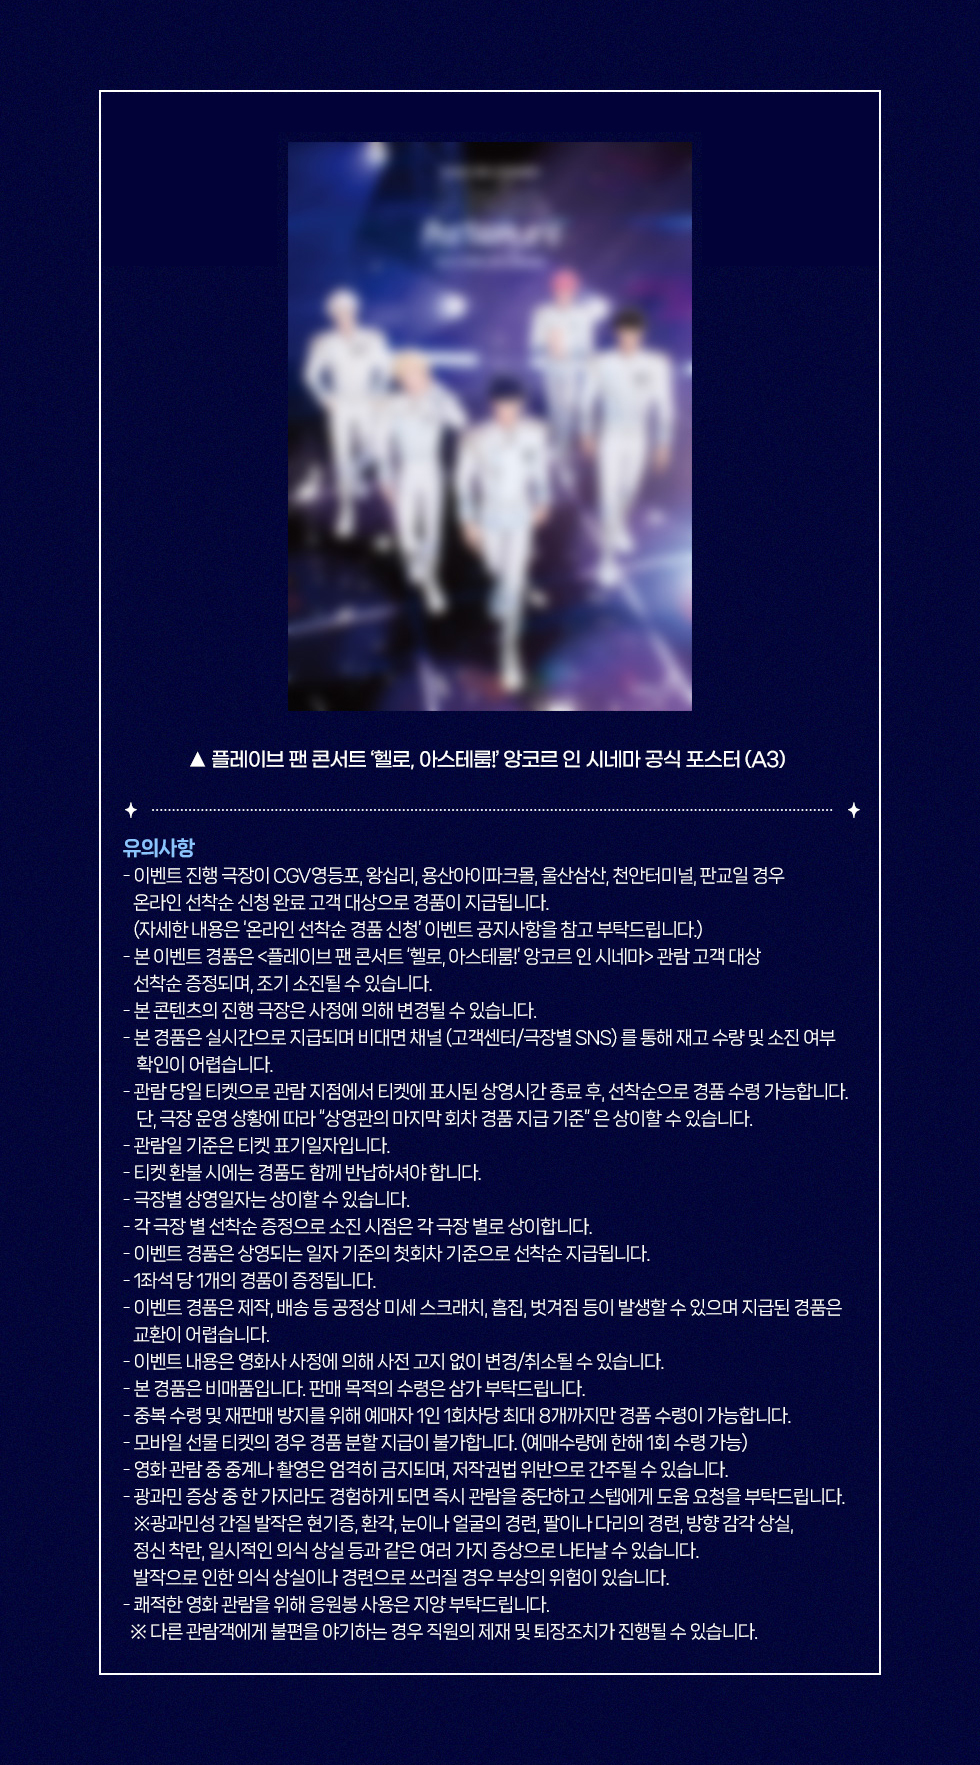 ▲ 플레이브 팬 콘서트 ‘헬로, 아스테룸!’ 앙코르 인 시네마 공식 포스터 (A3)
유의사항
- 이벤트 진행 극장이 CGV영등포, 왕십리, 용산아이파크몰, 울산삼산, 천안터미널, 판교일 경우
온라인 선착순 신청 완료 고객 대상으로 경품이 지급됩니다.
(자세한 내용은 '온라인 선착순 경품 신청' 이벤트 공지사항을 참고 부탁드립니다.)
- 본 이벤트 경품은 <플레이브 팬 콘서트 '헬로, 아스테룸!' 앙코르 인 시네마> 관람 고객 대상
선착순 증정되며, 조기 소진될 수 있습니다.
- 본 콘텐츠의 진행 극장은 사정에 의해 변경될 수 있습니다.
- 본 경품은 실시간으로 지급되며 비대면 채널 (고객센터/극장별 SNS) 를 통해 재고 수량 및 소진 여부
확인이 어렵습니다.
- 관람 당일 티켓으로 관람 지점에서 티켓에 표시된 상영시간 종료 후, 선착순으로 경품 수령 가능합니다.
단, 극장 운영 상황에 따라 "상영관의 마지막 회차 경품 지급 기준" 은 상이할 수 있습니다.
- 관람일 기준은 티켓 표기일자입니다.
- 티켓 환불 시에는 경품도 함께 반납하셔야 합니다.
- 극장별 상영일자는 상이할 수 있습니다.
- 각 극장 별 선착순 증정으로 소진 시점은 각 극장 별로 상이합니다.
- 이벤트 경품은 상영되는 일자 기준의 첫회차 기준으로 선착순 지급됩니다.
- 1좌석 당 1개의 경품이 증정됩니다.
- 이벤트 경품은 제작, 배송 등 공정상 미세 스크래치, 흠집, 벗겨짐 등이 발생할 수 있으며 지급된 경품은
교환이 어렵습니다.
- 이벤트 내용은 영화사 사정에 의해 사전 고지 없이 변경/취소될 수 있습니다.
- 본 경품은 비매품입니다. 판매 목적의 수령은 삼가 부탁드립니다.
- 중복 수령 및 재판매 방지를 위해 예매자 1인 1회차당 최대 8개까지만 경품 수령이 가능합니다.
- 모바일 선물 티켓의 경우 경품 분할 지급이 불가합니다. (예매수량에 한해 1회 수령 가능)
- 영화 관람 중 중계나 촬영은 엄격히 금지되며, 저작권법 위반으로 간주될 수 있습니다.
- 광과민 증상 중 한 가지라도 경험하게 되면 즉시 관람을 중단하고 스텝에게 도움 요청을 부탁드립니다.
※광과민성 간질 발작은 현기증, 환각, 눈이나 얼굴의 경련, 팔이나 다리의 경련, 방향 감각 상실,
정신 착란, 일시적인 의식 상실 등과 같은 여러 가지 증상으로 나타날 수 있습니다.
발작으로 인한 의식 상실이나 경련으로 쓰러질 경우 부상의 위험이 있습니다.
- 쾌적한 영화 관람을 위해 응원봉 사용은 지양 부탁드립니다.
※ 다른 관람객에게 불편을 야기하는 경우 직원의 제재 및 퇴장조치가 진행될 수 있습니다.